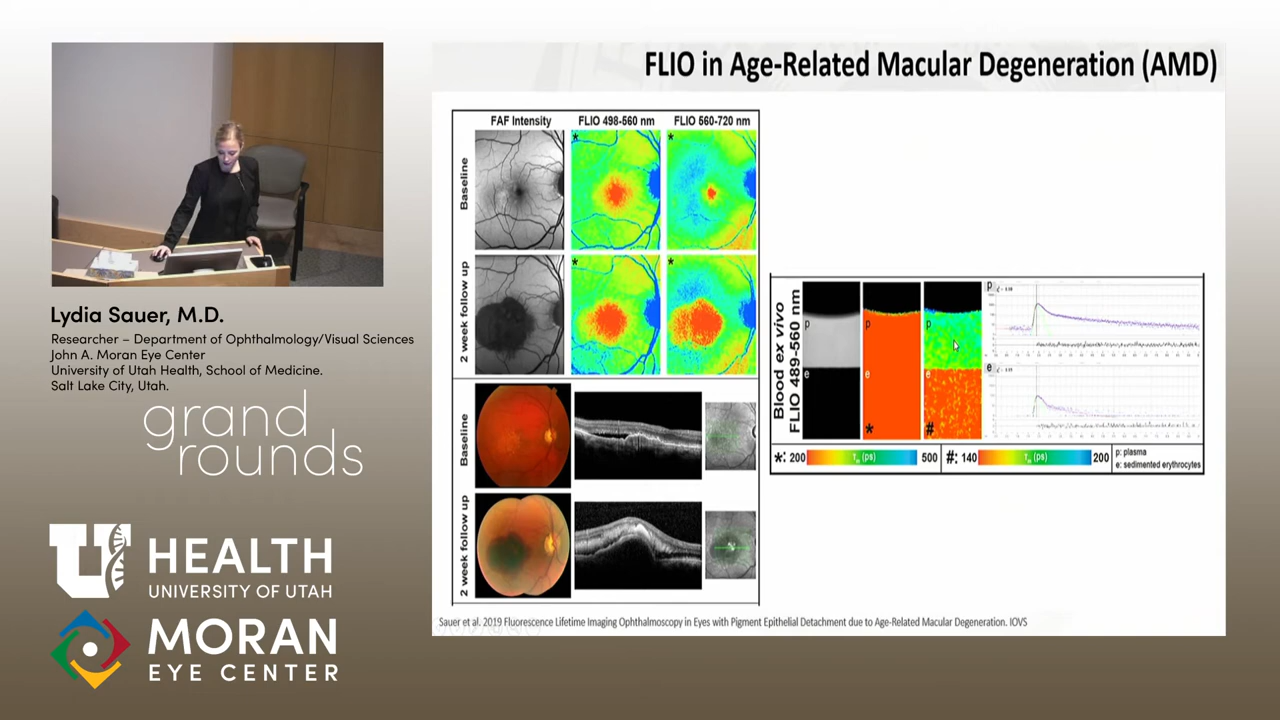 FLIO in Age-Related Macular Degeneration (AMD)
FAF Intensity
FLIO 498-560 nm
FLIO 560-720 nm
Baseline
*
*
2 week follow up
*
*
Baseline
2 week follow up
Blood ex vivo
FLIO 489-560 nm
p
e
p
e
*
p
e
#
p
e
*: 200
τm (ps)
500
#: 140
τm (ps)
200
p: plasma
e: sedimented erythrocytes
Sauer et al. 2019 Fluorescence Lifetime Imaging Ophthalmoscopy in Eyes with Pigment Epithelial Detachment due to Age-Related Macular Degeneration. IOVS
Lydia Sauer, M.D.
Researcher – Department of Ophthalmology/Visual Sciences
John A. Moran Eye Center
University of Utah Health, School of Medicine.
Salt Lake City, Utah.
grand
rounds
U HEALTH
UNIVERSITY OF UTAH
MORAN
EYE CENTER